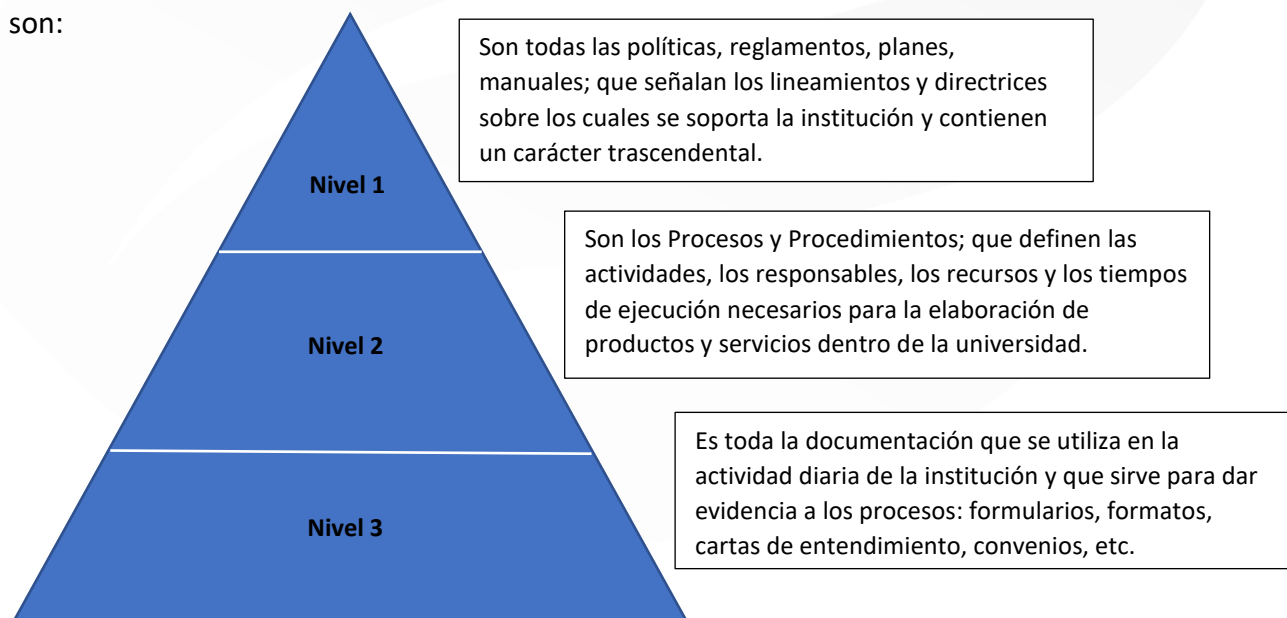 son:
Son todas las políticas, reglamentos, planes,
manuales; que señalan los lineamientos y directrices
sobre los cuales se soporta la institución y contienen
un carácter trascendental.
Nivel 1
Son los Procesos y Procedimientos; que definen las
actividades, los responsables, los recursos y los tiempos
de ejecución necesarios para la elaboración de
productos y servicios dentro de la universidad.
Nivel 2
Es toda la documentación que se utiliza en la
actividad diaria de la institución y que sirve para dar
evidencia a los procesos: formularios, formatos,
cartas de entendimiento, convenios, etc.
Nivel 3